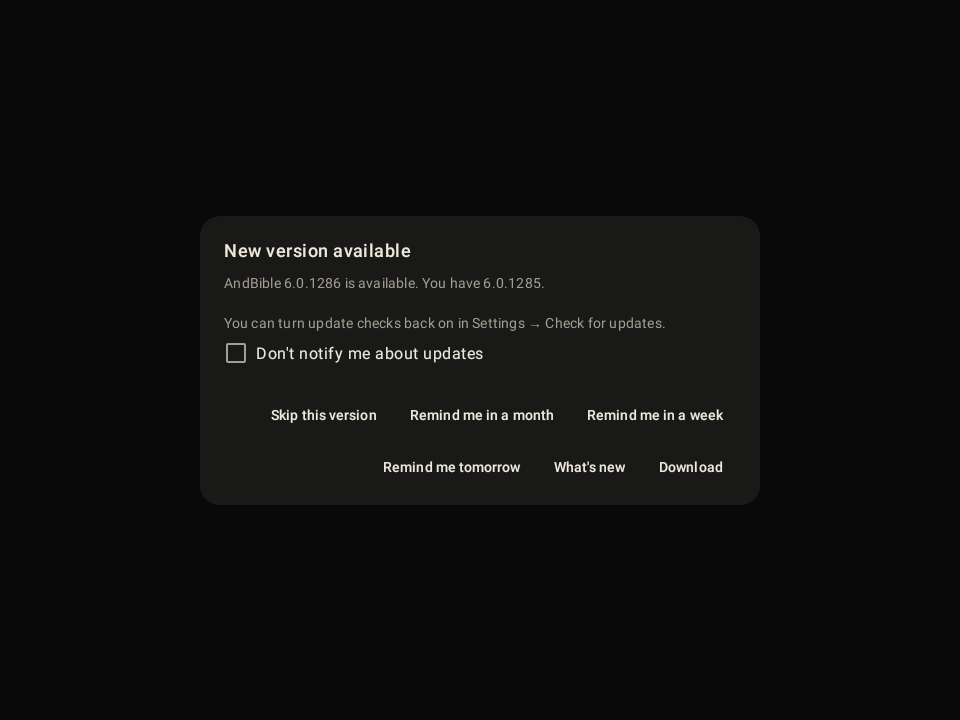 New version available
AndBible 6.0.1286 is available. You have 6.0.1285.
You can turn update checks back on in Settings → Check for updates.
Don't notify me about updates
Skip this version Remind me in a month Remind me in a week
Remind me tomorrow What's new Download